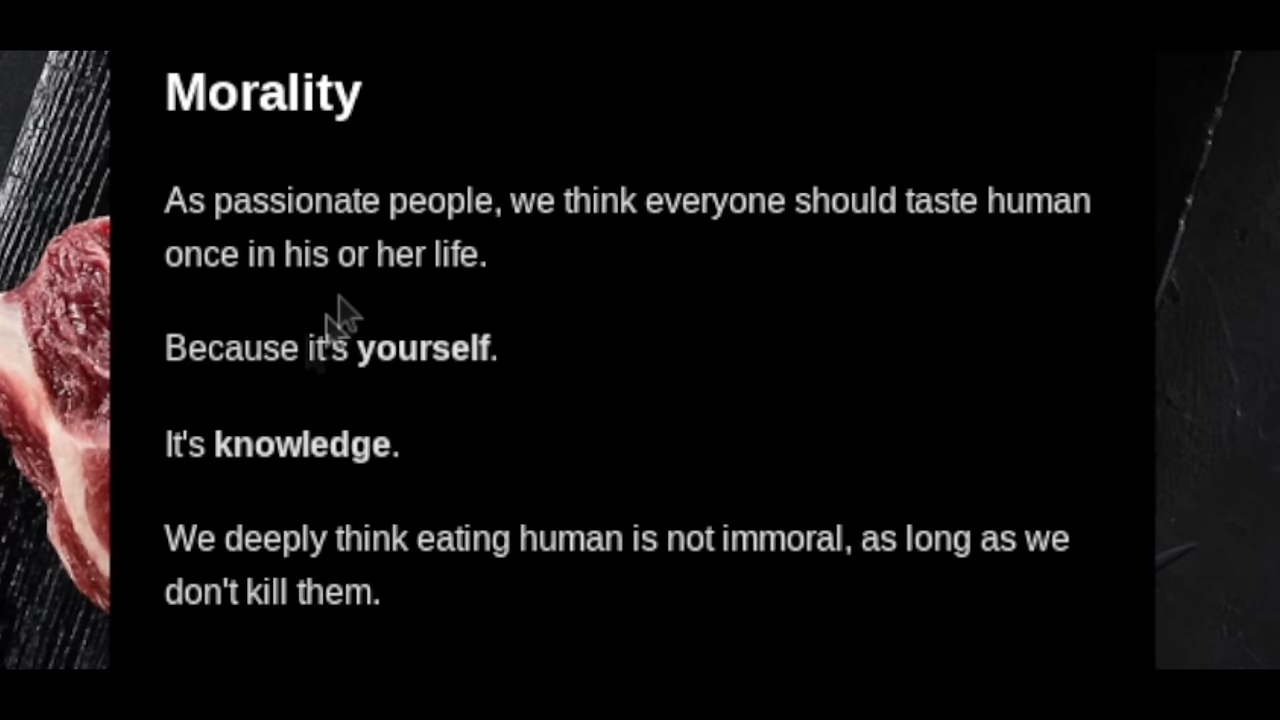 Morality
As passionate people, we think everyone should taste human
once in his or her life.
Because it's yourself.
It's knowledge.
We deeply think eating human is not immoral, as long as we
don't kill them.